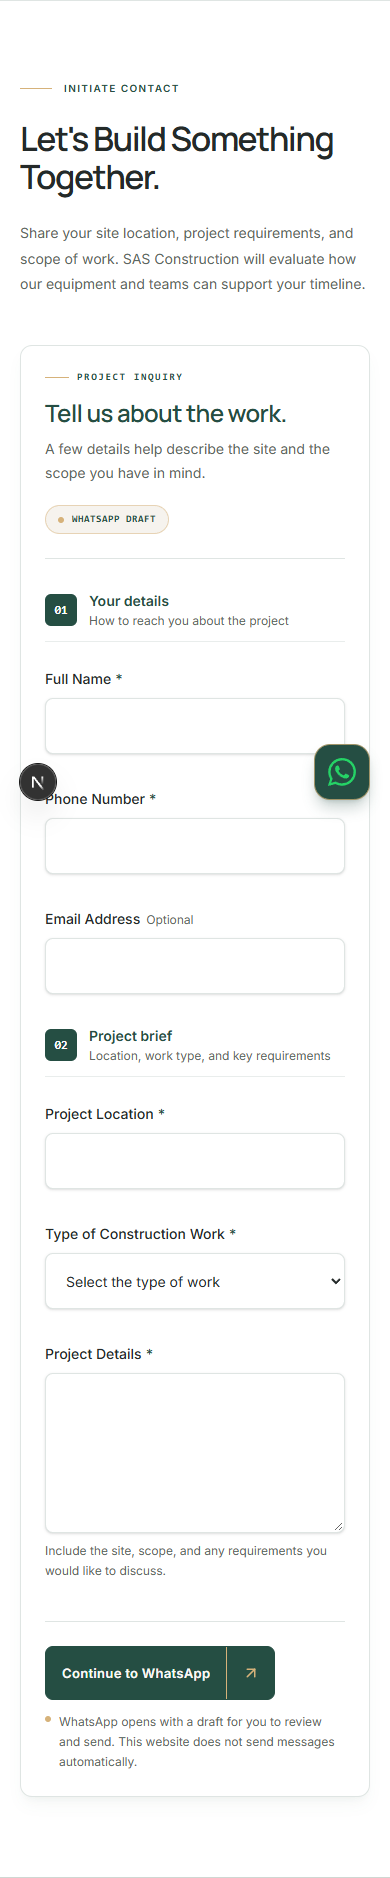 INITIATE CONTACT
Let's Build Something
Together.
Share your site location, project requirements, and
scope of work. SAS Construction will evaluate how
our equipment and teams can support your timeline.
PROJECT INQUIRY
Tell us about the work.
A few details help describe the site and the
scope you have in mind.
WHATSAPP DRAFT
01
Your details
How to reach you about the project
Full Name *
N
Phone Number *
Email Address Optional
02
Project brief
Location, work type, and key requirements
Project Location *
Type of Construction Work *
Select the type of work
Project Details *
Include the site, scope, and any requirements you
would like to discuss.
Continue to WhatsApp
WhatsApp opens with a draft for you to review
and send. This website does not send messages
automatically.